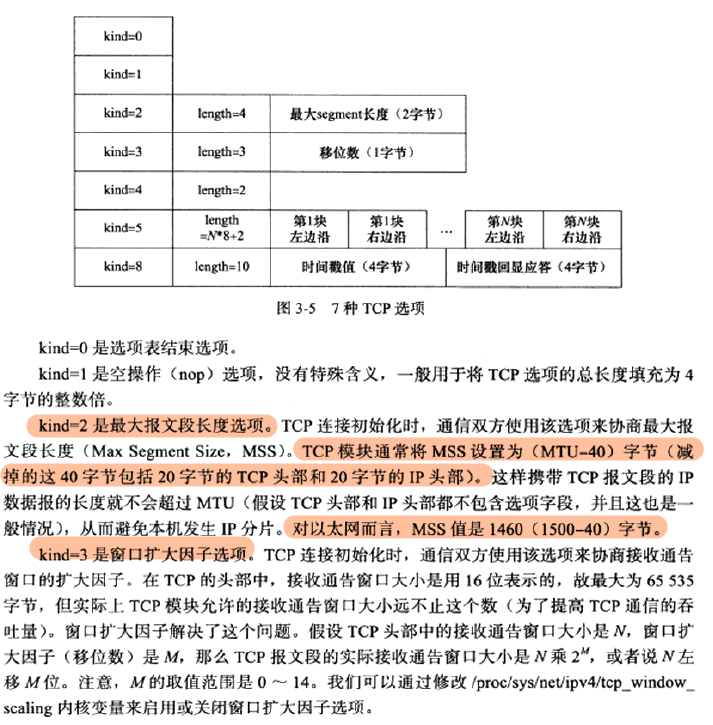 kind=0
kind=1
kind=2 length=4 最大segment长度（2字节）
kind=3 length=3 移位数（1字节）
kind=4 length=2
kind=5 length =N*8+2 第1块 左边沿 第1块 右边沿 … 第N块 左边沿 第N块 右边沿
kind=8 length=10 时间戳值（4字节） 时间戳回显应答（4字节）
图 3-5 7 种 TCP 选项
kind=0 是选项表结束选项。
kind=1 是空操作（nop）选项，没有特殊含义，一般用于将 TCP 选项的总长度填充为 4
字节的整数倍。
kind=2 是最大报文段长度选项。TCP 连接初始化时，通信双方使用该选项来协商最大报
文段长度（Max Segment Size，MSS）。TCP 模块通常将 MSS 设置为（MTU-40）字节（减
掉的这 40 字节包括 20 字节的 TCP 头部和 20 字节的 IP 头部）。这样携带 TCP 报文段的 IP
数据报的长度就不会超过 MTU（假设 TCP 头部和 IP 头部都不包含选项字段，并且这也是一
般情况），从而避免本机发生 IP 分片。对以太网而言，MSS 值是 1460（1500-40）字节。
kind=3 是窗口扩大因子选项。TCP 连接初始化时，通信双方使用该选项来协商接收通告
窗口的扩大因子。在 TCP 的头部中，接收通告窗口大小是用 16 位表示的，故最大为 65 535
字节，但实际上 TCP 模块允许的接收通告窗口大小远不止这个数（为了提高 TCP 通信的吞
吐量）。窗口扩大因子解决了这个问题。假设 TCP 头部中的接收通告窗口大小是 N，窗口扩
大因子（移位数）是 M，那么 TCP 报文段的实际接收通告窗口大小是 N 乘 2^M，或者说 N 左
移 M 位。注意，M 的取值范围是 0 ～ 14。我们可以通过修改 /proc/sys/net/ipv4/tcp_window_
scaling 内核变量来启用或关闭窗口扩大因子选项。